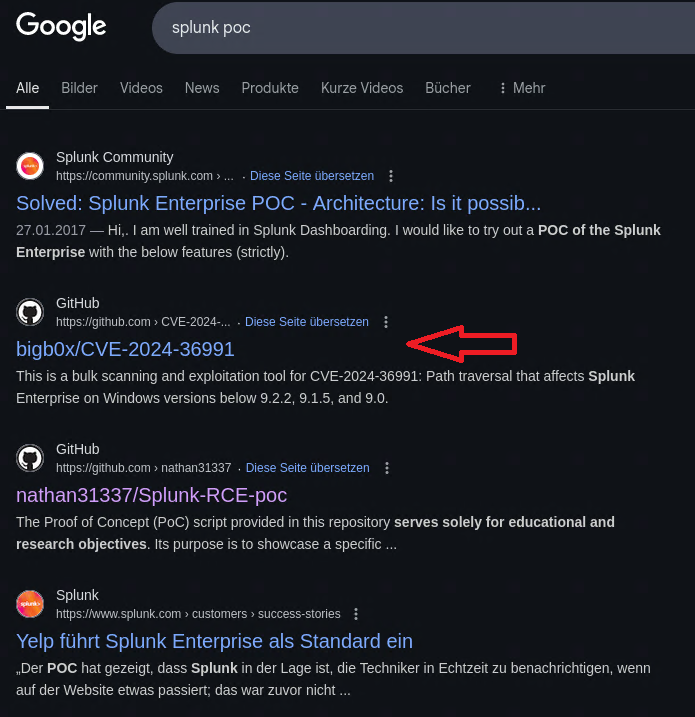 Google
splunk poc
Alle Bilder Videos News Produkte Kurze Videos Bücher Mehr
Splunk Community
https://community.splunk.com › ... · Diese Seite übersetzen
Solved: Splunk Enterprise POC - Architecture: Is it possib...
27.01.2017 — Hi,. I am well trained in Splunk Dashboarding. I would like to try out a POC of the Splunk
Enterprise with the below features (strictly).
GitHub
https://github.com › CVE-2024-... · Diese Seite übersetzen
bigb0x/CVE-2024-36991
This is a bulk scanning and exploitation tool for CVE-2024-36991: Path traversal that affects Splunk
Enterprise on Windows versions below 9.2.2, 9.1.5, and 9.0.
GitHub
https://github.com › nathan31337 · Diese Seite übersetzen
nathan31337/Splunk-RCE-poc
The Proof of Concept (PoC) script provided in this repository serves solely for educational and
research objectives. Its purpose is to showcase a specific ...
Splunk
https://www.splunk.com › customers › success-stories
Yelp führt Splunk Enterprise als Standard ein
„Der POC hat gezeigt, dass Splunk in der Lage ist, die Techniker in Echtzeit zu benachrichtigen, wenn
auf der Website etwas passiert; das war zuvor nicht ...